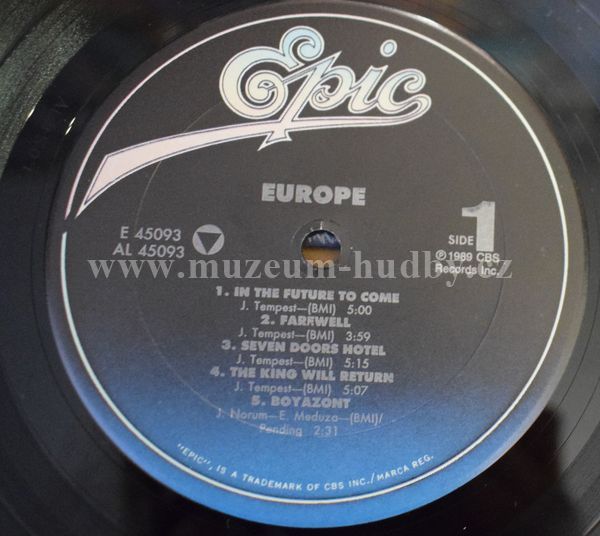 Epic
EUROPE
E 45093
AL 45093
SIDE 1
℗ 1989 CBS
Records Inc.
www.muzeum-hudby.cz
1. IN THE FUTURE TO COME
J. Tempest—(BMI) 5:00
2. FAREWELL
J. Tempest—(BMI) 3:59
3. SEVEN DOORS HOTEL
J. Tempest—(BMI) 5:15
4. THE KING WILL RETURN
J. Tempest—(BMI) 5:07
5. BOYAZONT
J. Norum—E. Meduza—(BMI)/
Pending 2:31
"EPIC", IS A TRADEMARK OF CBS INC./MARCA REG.